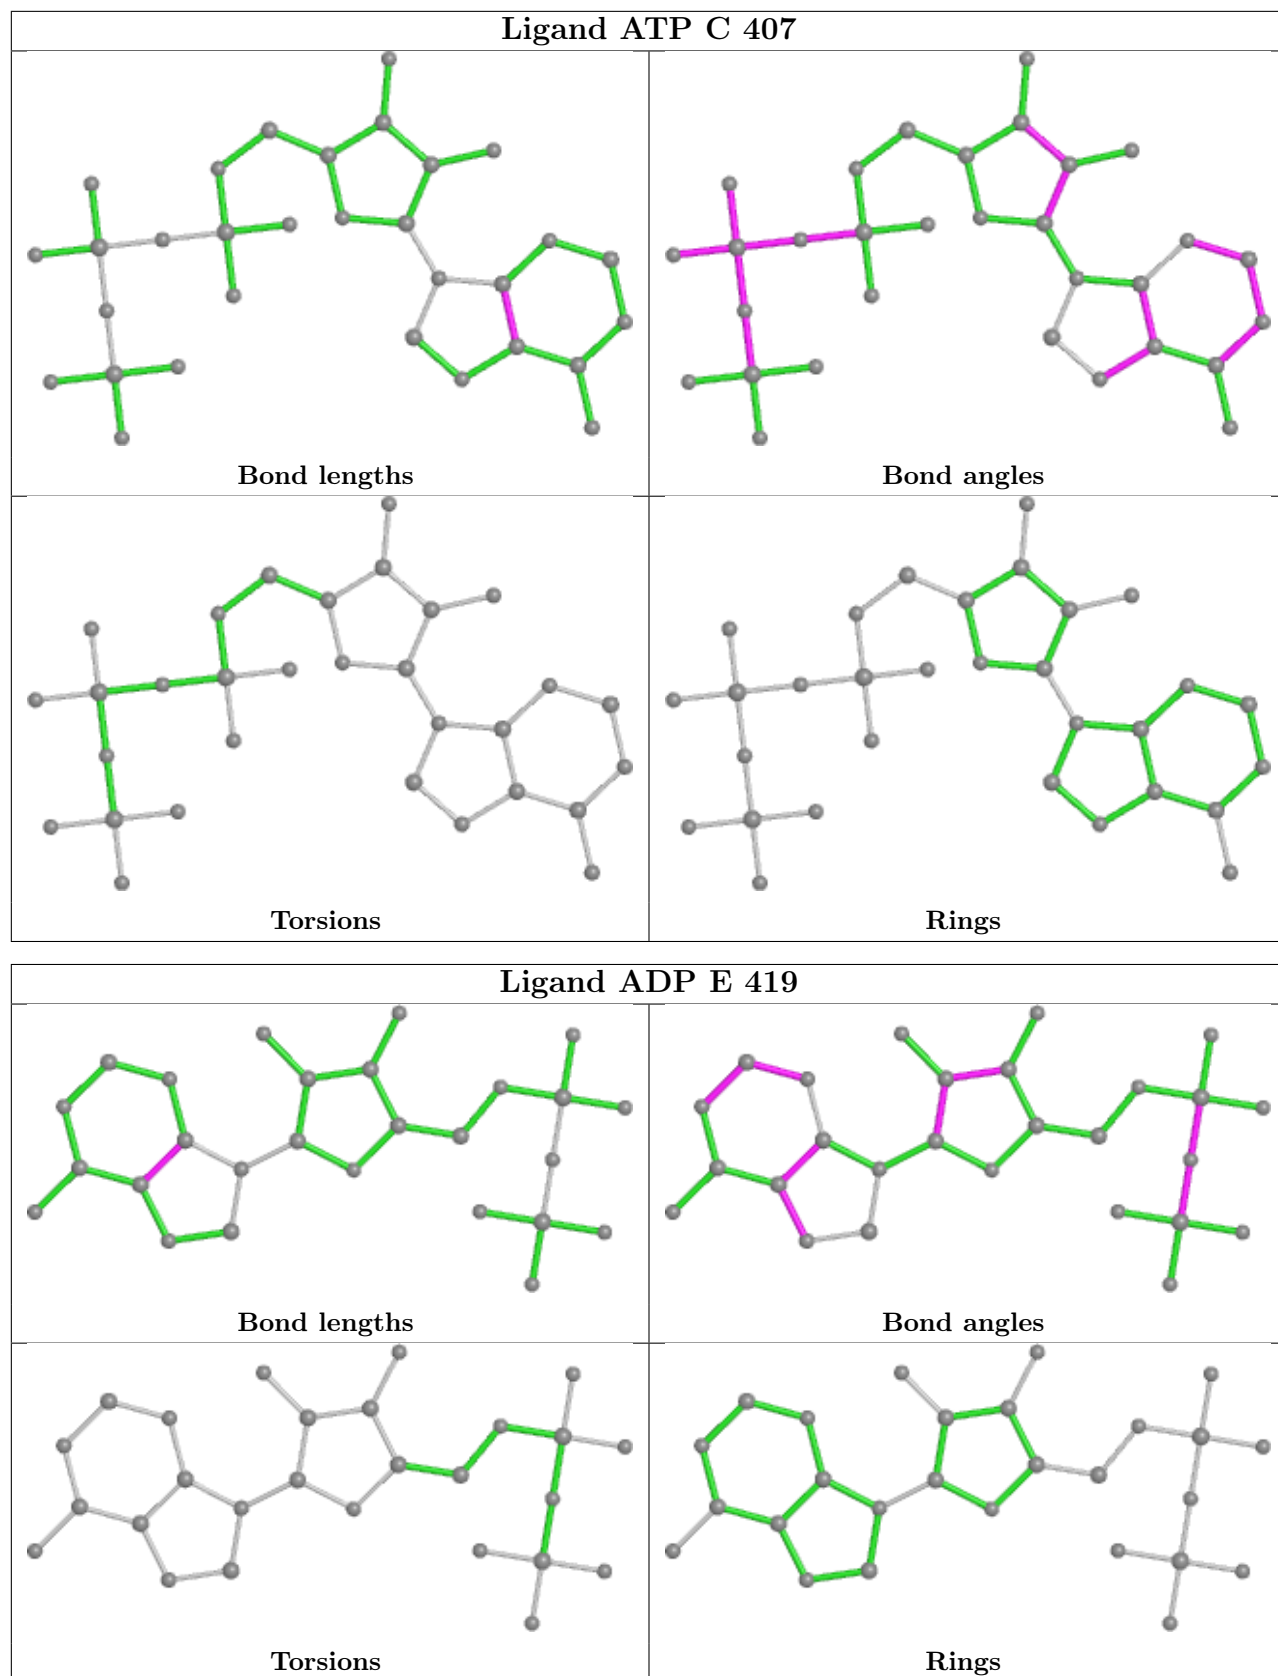 Ligand ATP C 407
Bond lengths
Bond angles
Torsions
Rings
Ligand ADP E 419
Bond lengths
Bond angles
Torsions
Rings